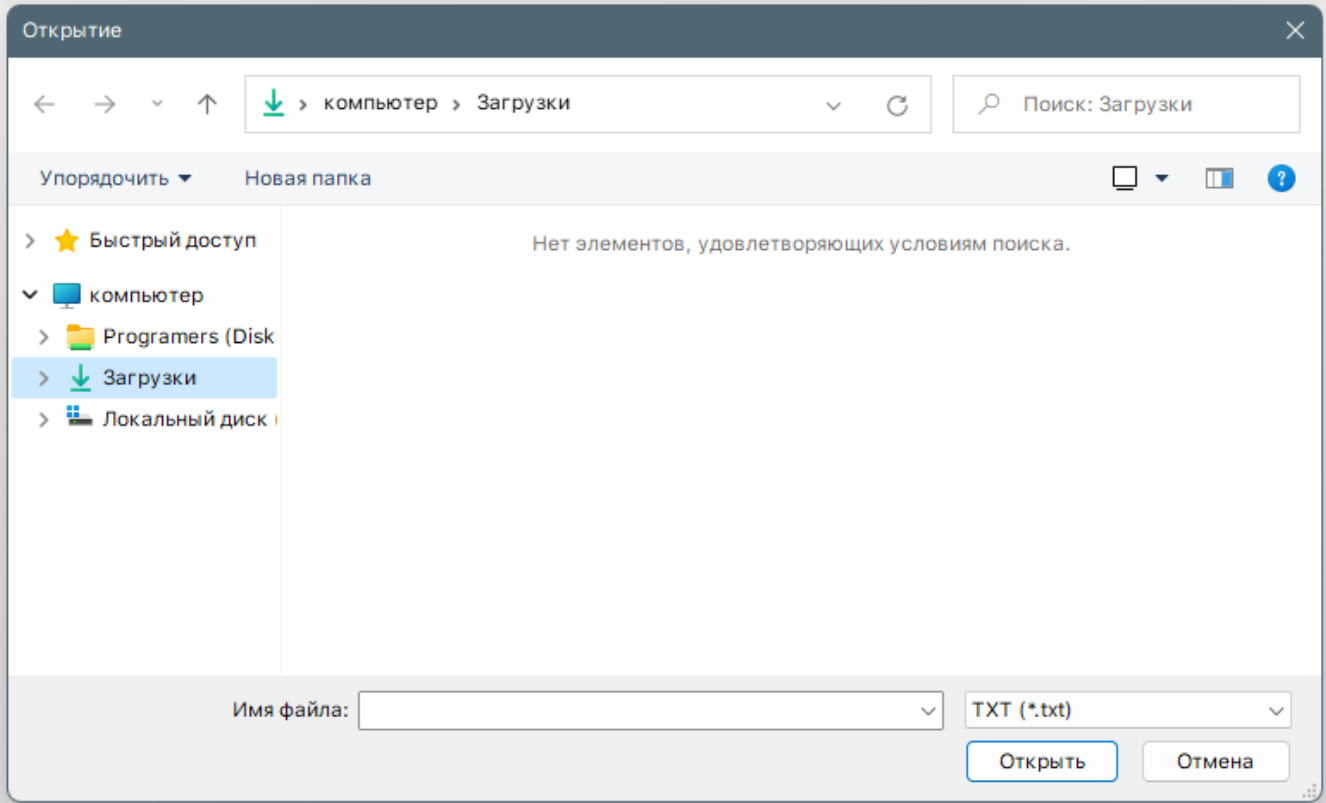 Открытие
компьютер Загрузки
Поиск: Загрузки
Упорядочить
Новая папка
?
Быстрый доступ
Нет элементов, удовлетворяющих условиям поиска.
компьютер
Programers (Disk
Загрузки
Локальный диск (
Имя файла:
TXT (*.txt)
Открыть
Отмена